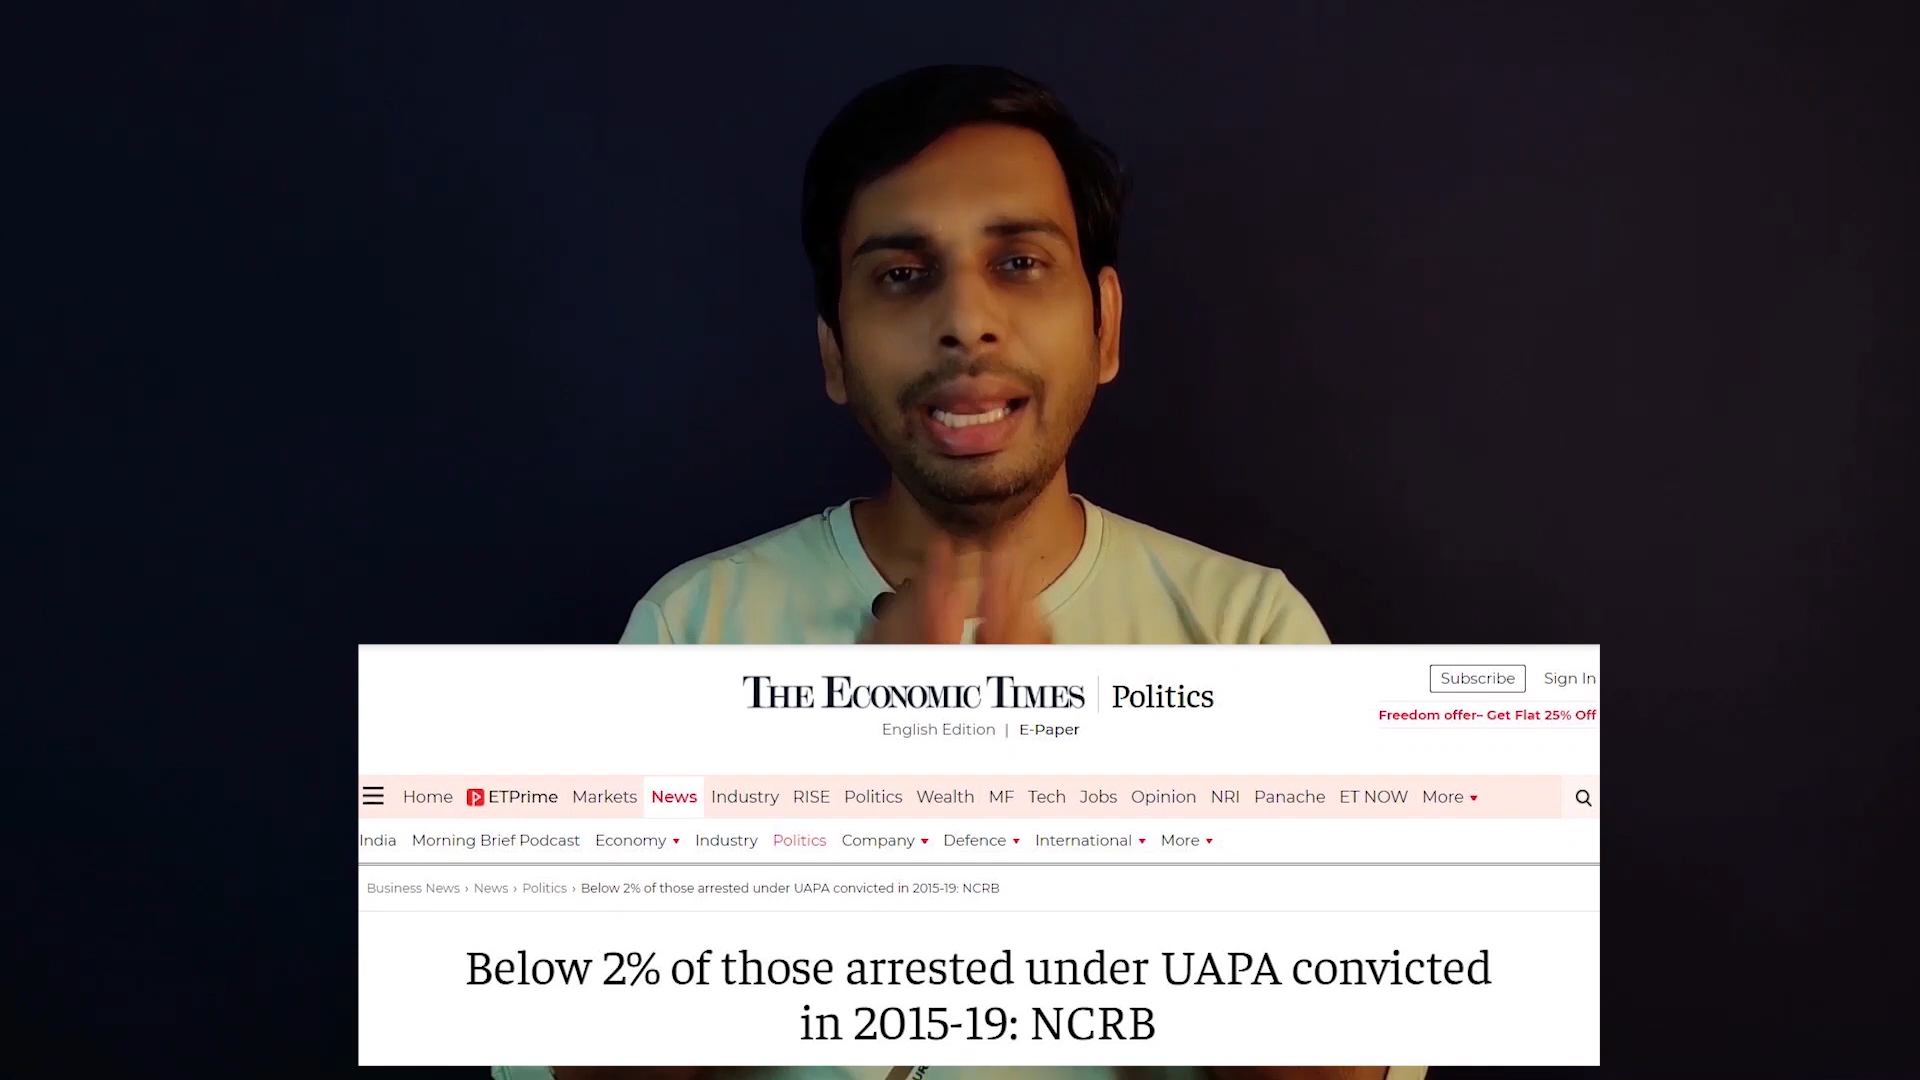 THE ECONOMIC TIMES | Politics
Subscribe Sign In
English Edition | E-Paper
Freedom offer– Get Flat 25% Off
Home ETPrime Markets News Industry RISE Politics Wealth MF Tech Jobs Opinion NRI Panache ET NOW More
India Morning Brief Podcast Economy Industry Politics Company Defence International More
Business News › News › Politics › Below 2% of those arrested under UAPA convicted in 2015-19: NCRB
Below 2% of those arrested under UAPA convicted
in 2015-19: NCRB